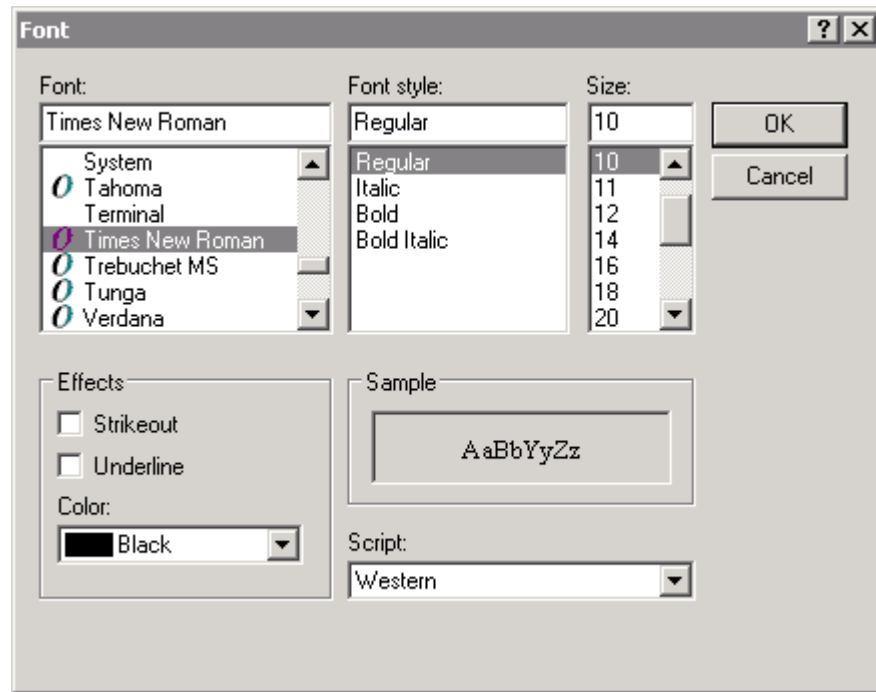 Font
Font:
Times New Roman
System
Tahoma
Terminal
Times New Roman
Trebuchet MS
Tunga
Verdana
Font style:
Regular
Regular
Italic
Bold
Bold Italic
Size:
10
10
11
12
14
16
18
20
OK
Cancel
Effects
Strikeout
Underline
Color:
Black
Sample
AaBbYyZz
Script:
Western